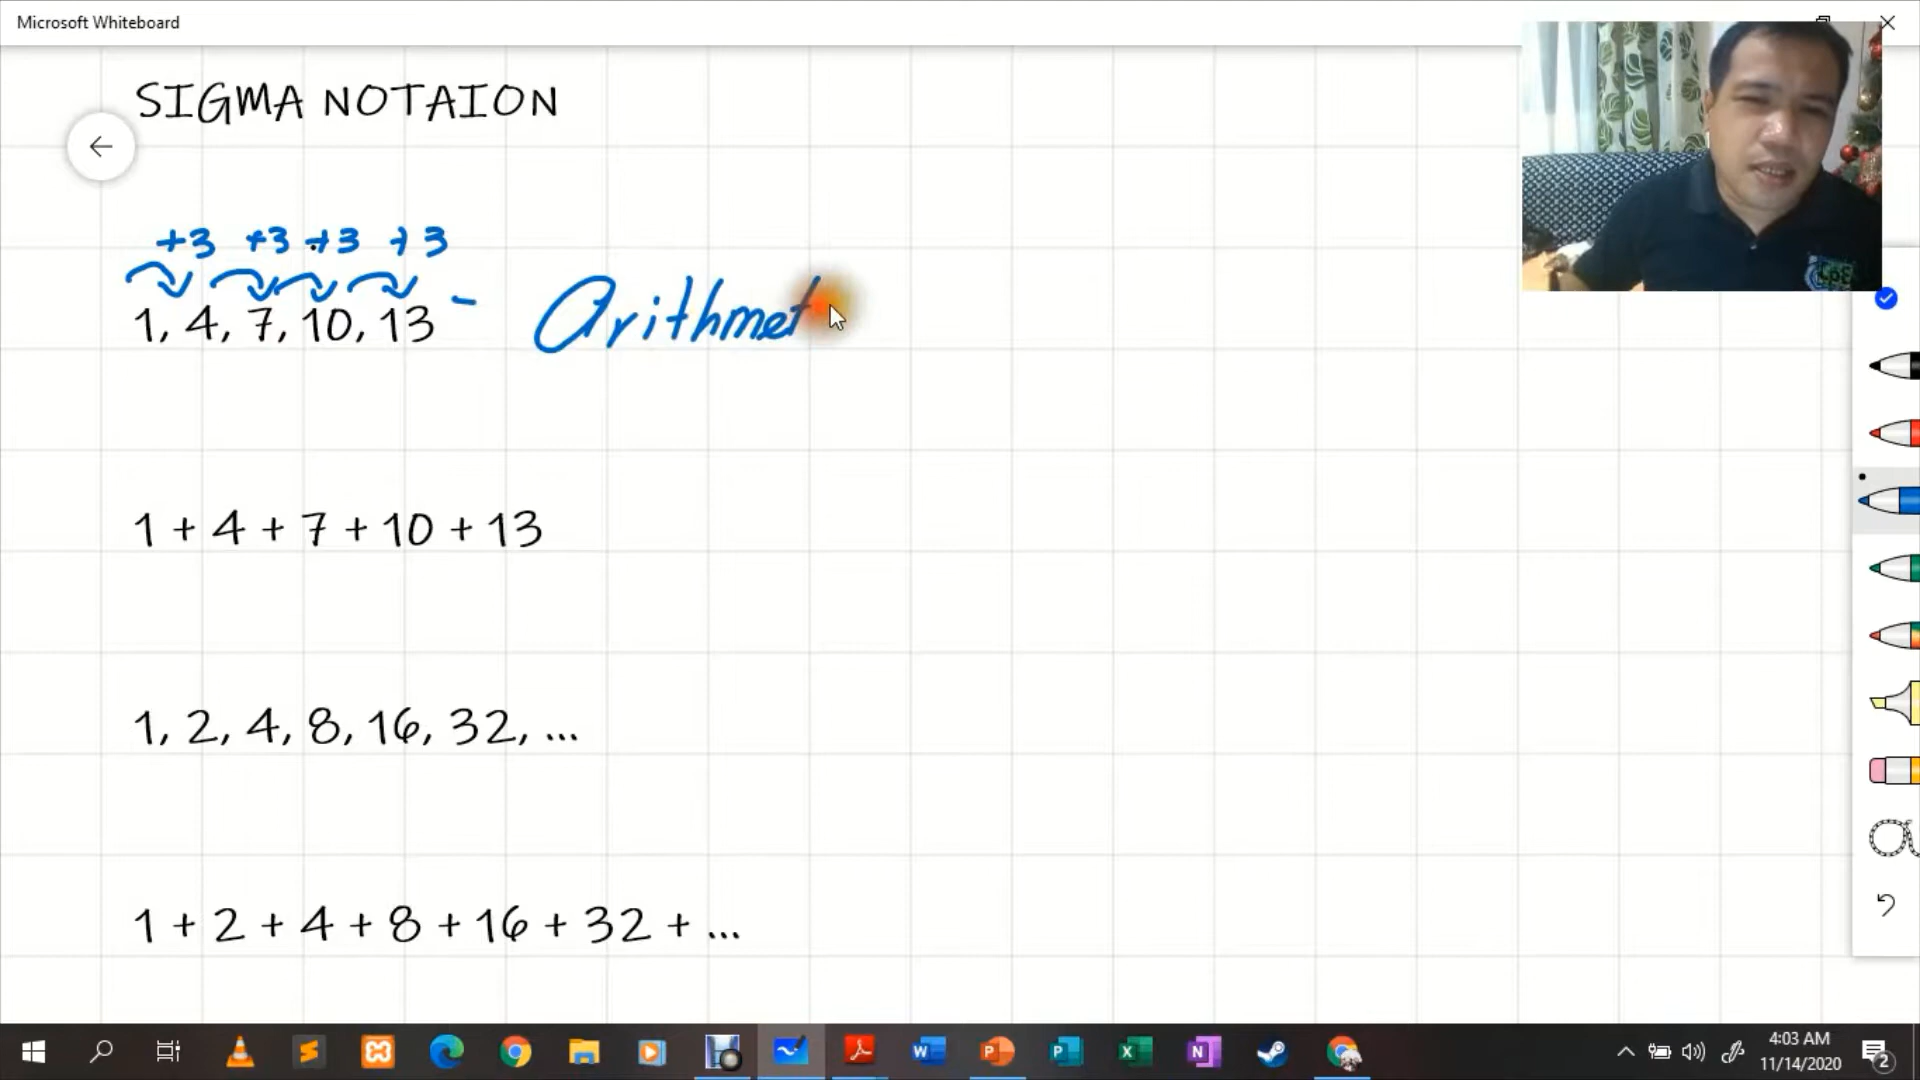 Microsoft Whiteboard
SIGMA NOTAION
+3 +3 +3 +3
1, 4, 7, 10, 13 - Arithmet
1 + 4 + 7 + 10 + 13
1, 2, 4, 8, 16, 32, ...
1 + 2 + 4 + 8 + 16 + 32 + ...
4:03 AM
11/14/2020
2